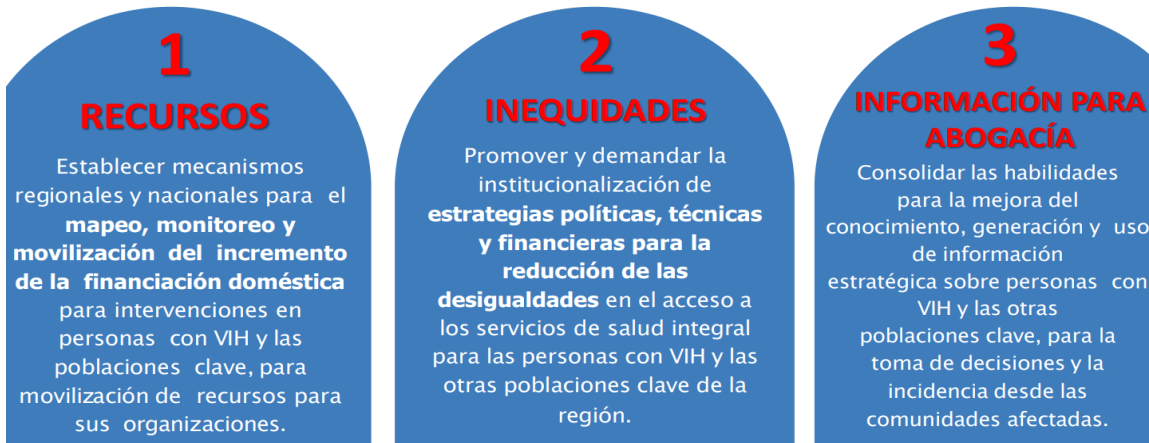 1
RECURSOS
Establecer mecanismos
regionales y nacionales para el
mapeo, monitoreo y
movilización del incremento
de la financiación doméstica
para intervenciones en
personas con VIH y las
poblaciones clave, para
movilización de recursos para
sus organizaciones.
2
INEQUIDADES
Promover y demandar la
institucionalización de
estrategias políticas, técnicas
y financieras para la
reducción de las
desigualdades en el acceso a
los servicios de salud integral
para las personas con VIH y las
otras poblaciones clave de la
región.
3
INFORMACIÓN PARA
ABOGACÍA
Consolidar las habilidades
para la mejora del
conocimiento, generación y uso
de información
estratégica sobre personas con
VIH y las otras
poblaciones clave, para la
toma de decisiones y la
incidencia desde las
comunidades afectadas.